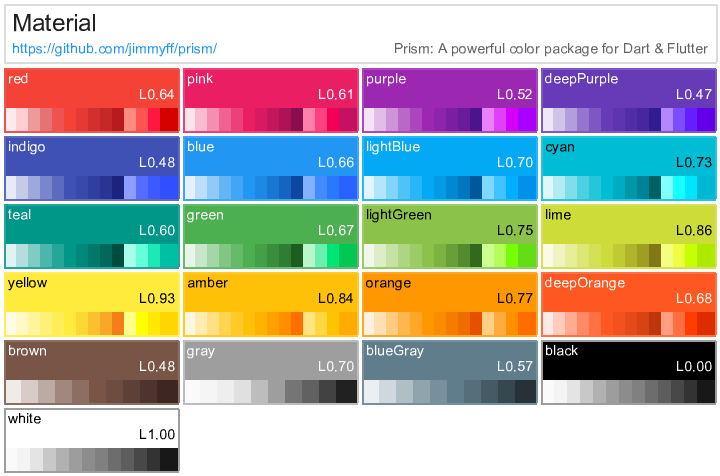 Material
https://github.com/jimmyff/prism/ Prism: A powerful color package for Dart & Flutter
red
L0.64
pink
L0.61
purple
L0.52
deepPurple
L0.47
indigo
L0.48
blue
L0.66
lightBlue
L0.70
cyan
L0.73
teal
L0.60
green
L0.67
lightGreen
L0.75
lime
L0.86
yellow
L0.93
amber
L0.84
orange
L0.77
deepOrange
L0.68
brown
L0.48
gray
L0.70
blueGray
L0.57
black
L0.00
white
L1.00